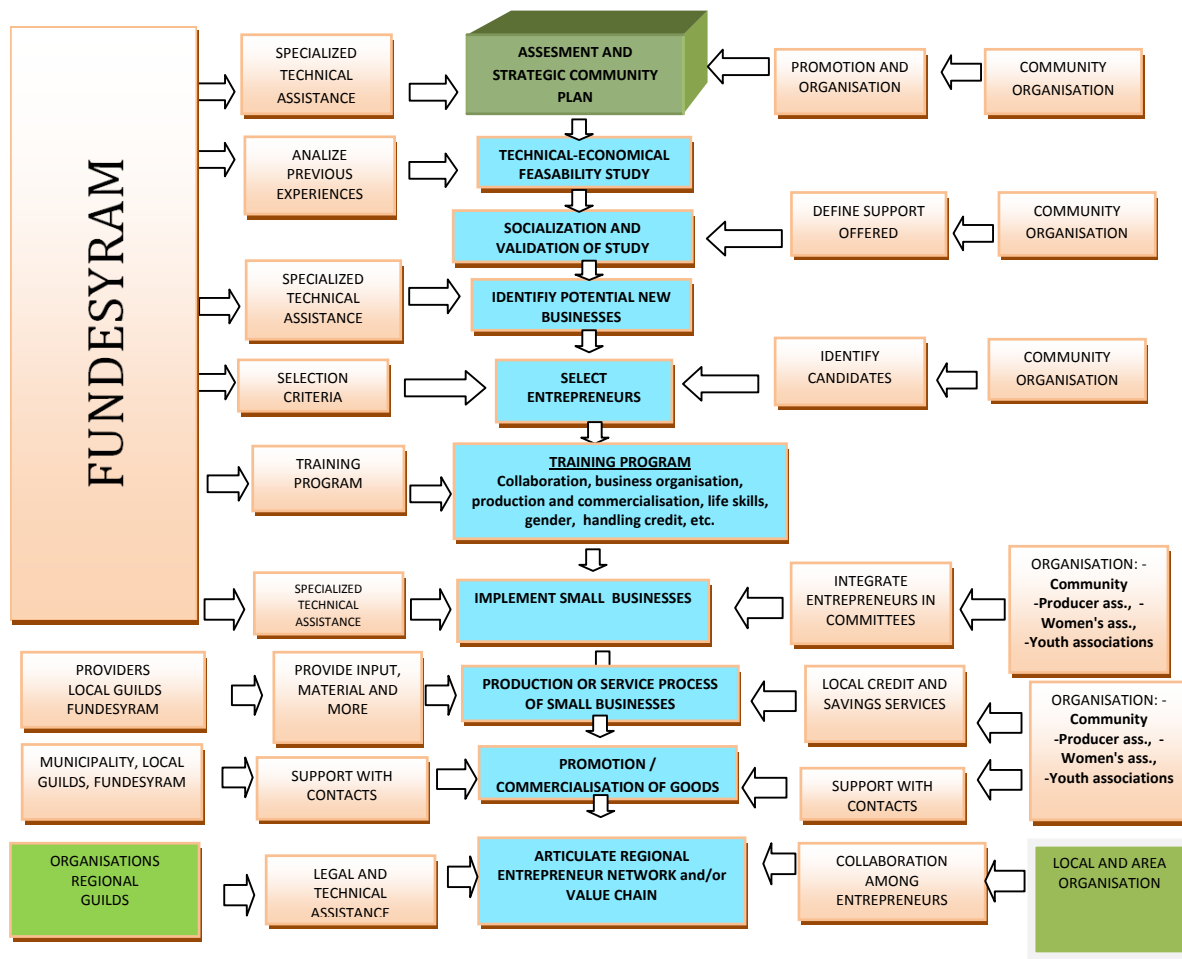 FUNDESYRAM
SPECIALIZED
TECHNICAL
ASSISTANCE
ASSESMENT AND
STRATEGIC COMMUNITY
PLAN
PROMOTION AND
ORGANISATION
COMMUNITY
ORGANISATION
ANALIZE
PREVIOUS
EXPERIENCES
TECHNICAL-ECONOMICAL
FEASABILITY STUDY
SOCIALIZATION AND
VALIDATION OF STUDY
DEFINE SUPPORT
OFFERED
COMMUNITY
ORGANISATION
SPECIALIZED
TECHNICAL
ASSISTANCE
IDENTIFIY POTENTIAL NEW
BUSINESSES
SELECTION
CRITERIA
SELECT
ENTREPRENEURS
IDENTIFY
CANDIDATES
COMMUNITY
ORGANISATION
TRAINING
PROGRAM
TRAINING PROGRAM
Collaboration, business organisation,
production and commercialisation, life skills,
gender, handling credit, etc.
SPECIALIZED
TECHNICAL
ASSISTANCE
IMPLEMENT SMALL BUSINESSES
INTEGRATE
ENTREPRENEURS IN
COMMITTEES
ORGANISATION: -
Community
-Producer ass., -
Women's ass.,
-Youth associations
PROVIDERS
LOCAL GUILDS
FUNDESYRAM
PROVIDE INPUT,
MATERIAL AND
MORE
PRODUCTION OR SERVICE PROCESS
OF SMALL BUSINESSES
LOCAL CREDIT AND
SAVINGS SERVICES
ORGANISATION: -
Community
-Producer ass., -
Women's ass.,
-Youth associations
MUNICIPALITY, LOCAL
GUILDS, FUNDESYRAM
SUPPORT WITH
CONTACTS
PROMOTION /
COMMERCIALISATION OF GOODS
SUPPORT WITH
CONTACTS
ORGANISATIONS
REGIONAL
GUILDS
LEGAL AND
TECHNICAL
ASSISTANCE
ARTICULATE REGIONAL
ENTREPRENEUR NETWORK and/or
VALUE CHAIN
COLLABORATION
AMONG
ENTREPRENEURS
LOCAL AND AREA
ORGANISATION